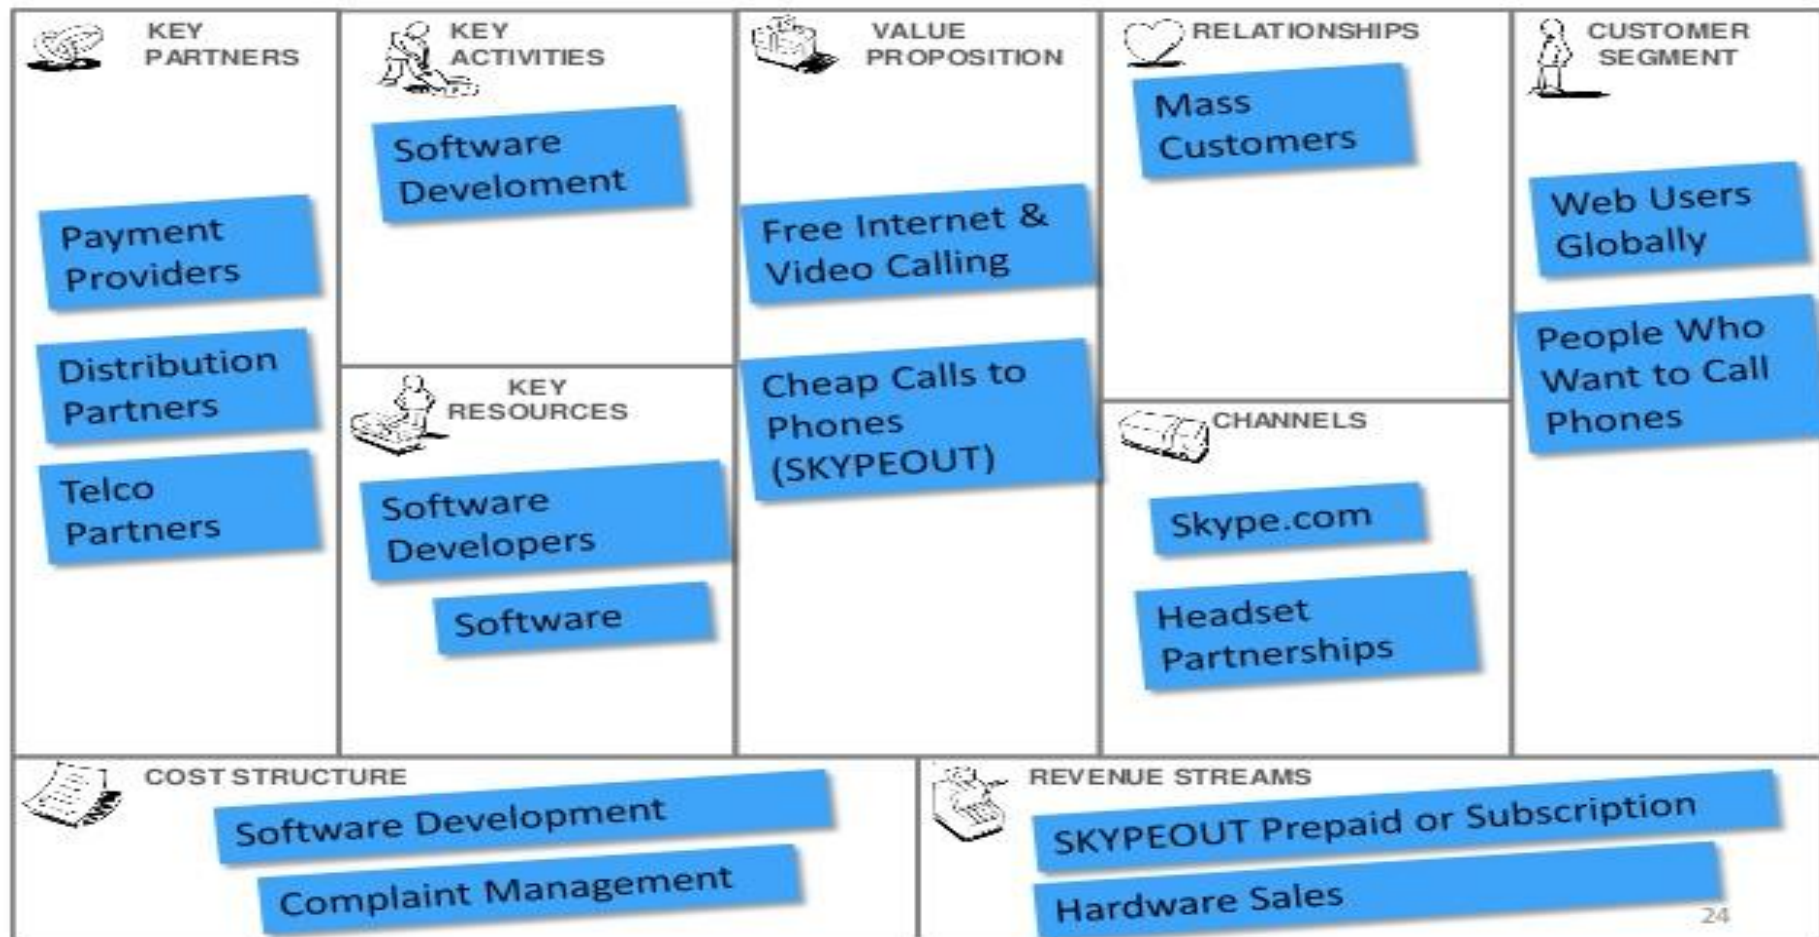 KEY
PARTNERS
Payment
Providers
Distribution
Partners
Telco
Partners
KEY
ACTIVITIES
Software
Develoment
KEY
RESOURCES
Software
Developers
Software
VALUE
PROPOSITION
Free Internet &
Video Calling
Cheap Calls to
Phones
(SKYPEOUT)
RELATIONSHIPS
Mass
Customers
CHANNELS
Skype.com
Headset
Partnerships
CUSTOMER
SEGMENT
Web Users
Globally
People Who
Want to Call
Phones
COST STRUCTURE
Software Development
Complaint Management
REVENUE STREAMS
SKYPEOUT Prepaid or Subscription
Hardware Sales
24